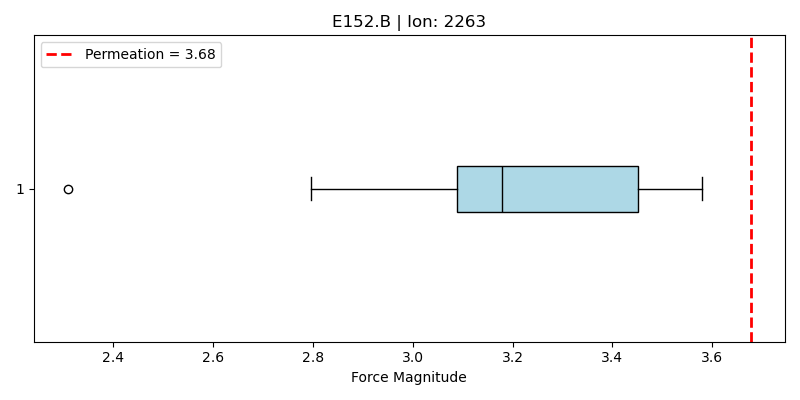 E152.B | Ion: 2263
Permeation = 3.68
1
2.4 2.6 2.8 3.0 3.2 3.4 3.6
Force Magnitude